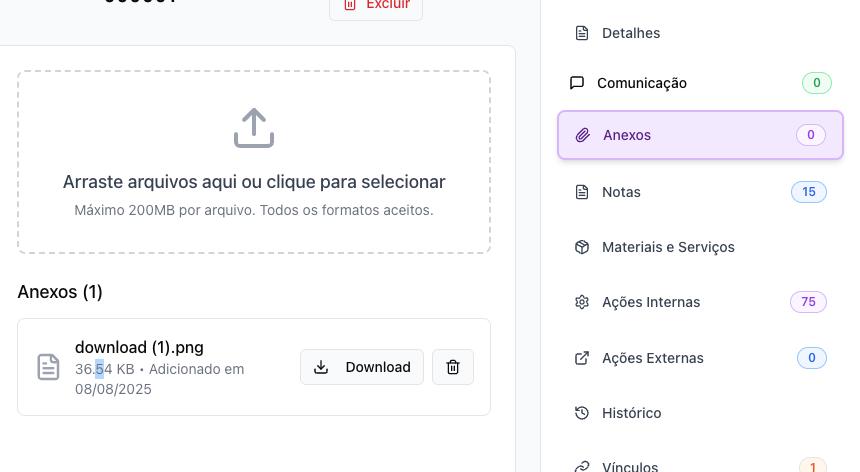 Excluir
Arraste arquivos aqui ou clique para selecionar
Máximo 200MB por arquivo. Todos os formatos aceitos.
Anexos (1)
download (1).png
36.54 KB • Adicionado em
08/08/2025
Download
Detalhes
Comunicação 0
Anexos 0
Notas 15
Materiais e Serviços
Ações Internas 75
Ações Externas 0
Histórico
Vínculos 1